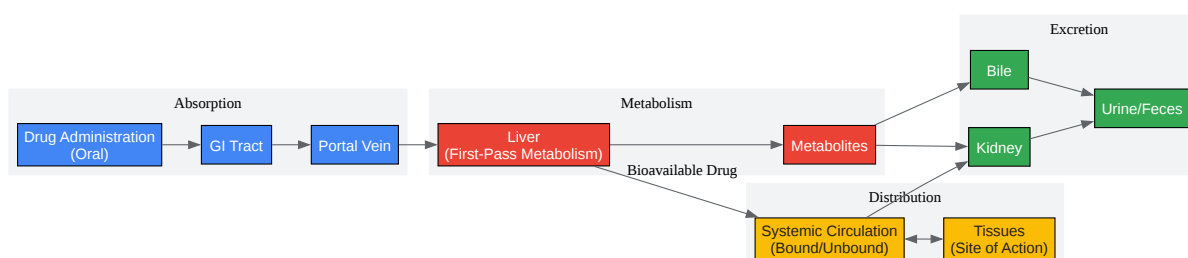 Excretion
Bile
Absorption
Metabolism
Urine/Feces
Drug Administration
(Oral)
GI Tract
Portal Vein
Liver
(First-Pass Metabolism)
Metabolites
Kidney
Bioavailable Drug
Distribution
Systemic Circulation
(Bound/Unbound)
Tissues
(Site of Action)